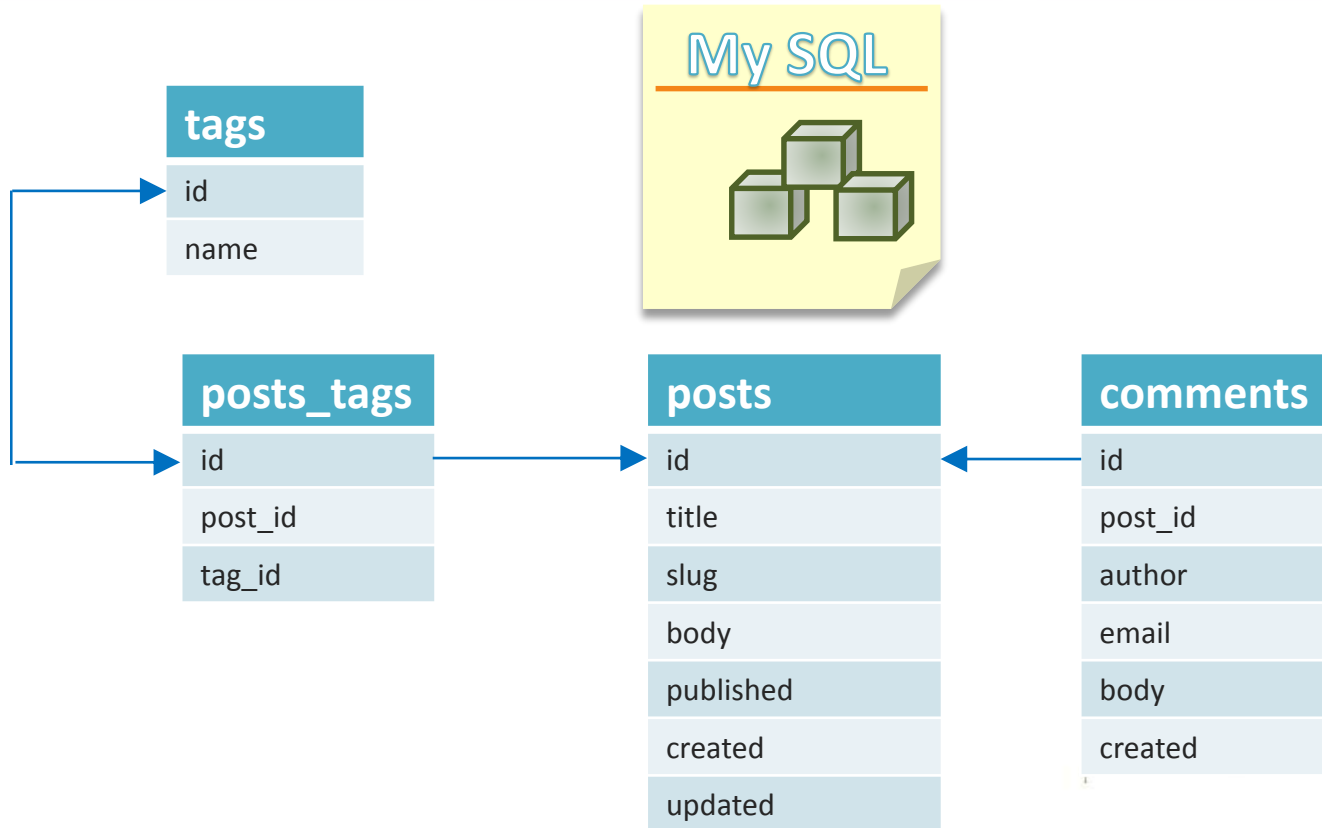 My SQL
tags
id
name
posts_tags
id
post_id
tag_id
posts
id
title
slug
body
published
created
updated
comments
id
post_id
author
email
body
created